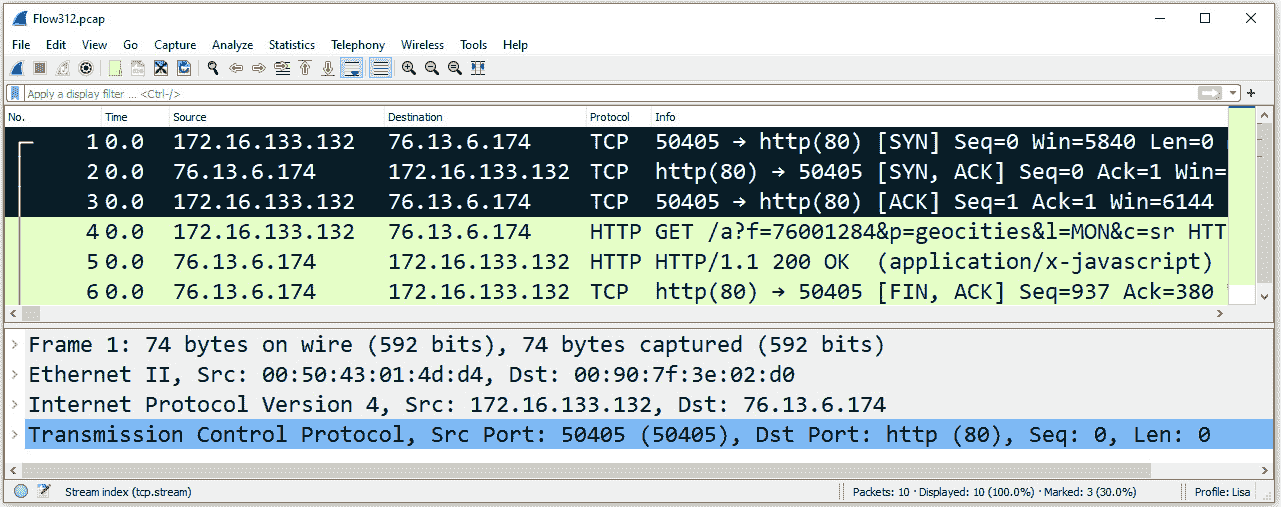 Flow312.pcap
File Edit View Go Capture Analyze Statistics Telephony Wireless Tools Help
Apply a display filter ... <Ctrl-/>
No. Time Source Destination Protocol Info
1 0.0 172.16.133.132 76.13.6.174 TCP 50405 → http(80) [SYN] Seq=0 Win=5840 Len=0
2 0.0 76.13.6.174 172.16.133.132 TCP http(80) → 50405 [SYN, ACK] Seq=0 Ack=1 Win=
3 0.0 172.16.133.132 76.13.6.174 TCP 50405 → http(80) [ACK] Seq=1 Ack=1 Win=6144
4 0.0 172.16.133.132 76.13.6.174 HTTP GET /a?f=76001284&p=geocities&l=MON&c=sr HTT
5 0.0 76.13.6.174 172.16.133.132 HTTP HTTP/1.1 200 OK (application/x-javascript)
6 0.0 76.13.6.174 172.16.133.132 TCP http(80) → 50405 [FIN, ACK] Seq=937 Ack=380
Frame 1: 74 bytes on wire (592 bits), 74 bytes captured (592 bits)
Ethernet II, Src: 00:50:43:01:4d:d4, Dst: 00:90:7f:3e:02:d0
Internet Protocol Version 4, Src: 172.16.133.132, Dst: 76.13.6.174
Transmission Control Protocol, Src Port: 50405 (50405), Dst Port: http (80), Seq: 0, Len: 0
Stream index (tcp.stream) Packets: 10 · Displayed: 10 (100.0%) · Marked: 3 (30.0%) Profile: Lisa